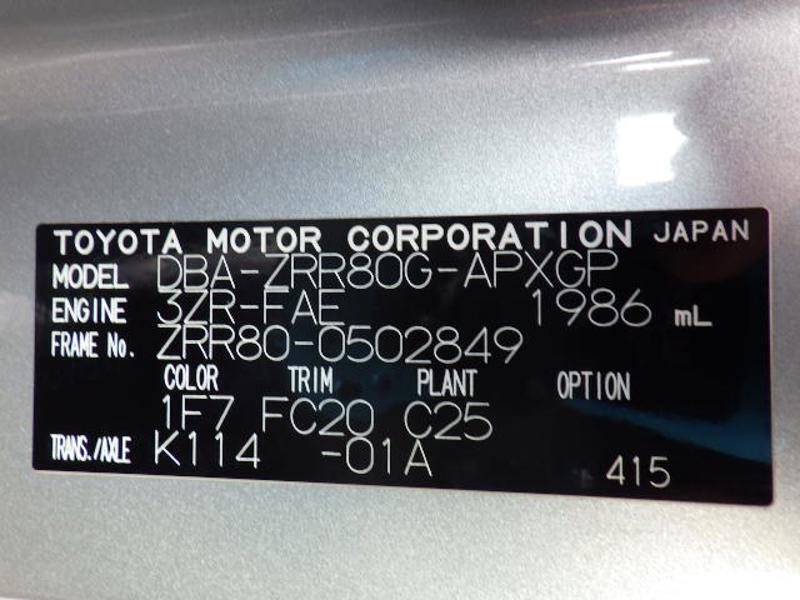 TOYOTA MOTOR CORPORATION JAPAN
MODEL DBA-ZRR80G-APXGP
ENGINE 3ZR-FAE 1986 mL
FRAME No. ZRR80-0502849
COLOR TRIM PLANT OPTION
1F7 FC20 C25
TRANS./AXLE K114 -01A 415